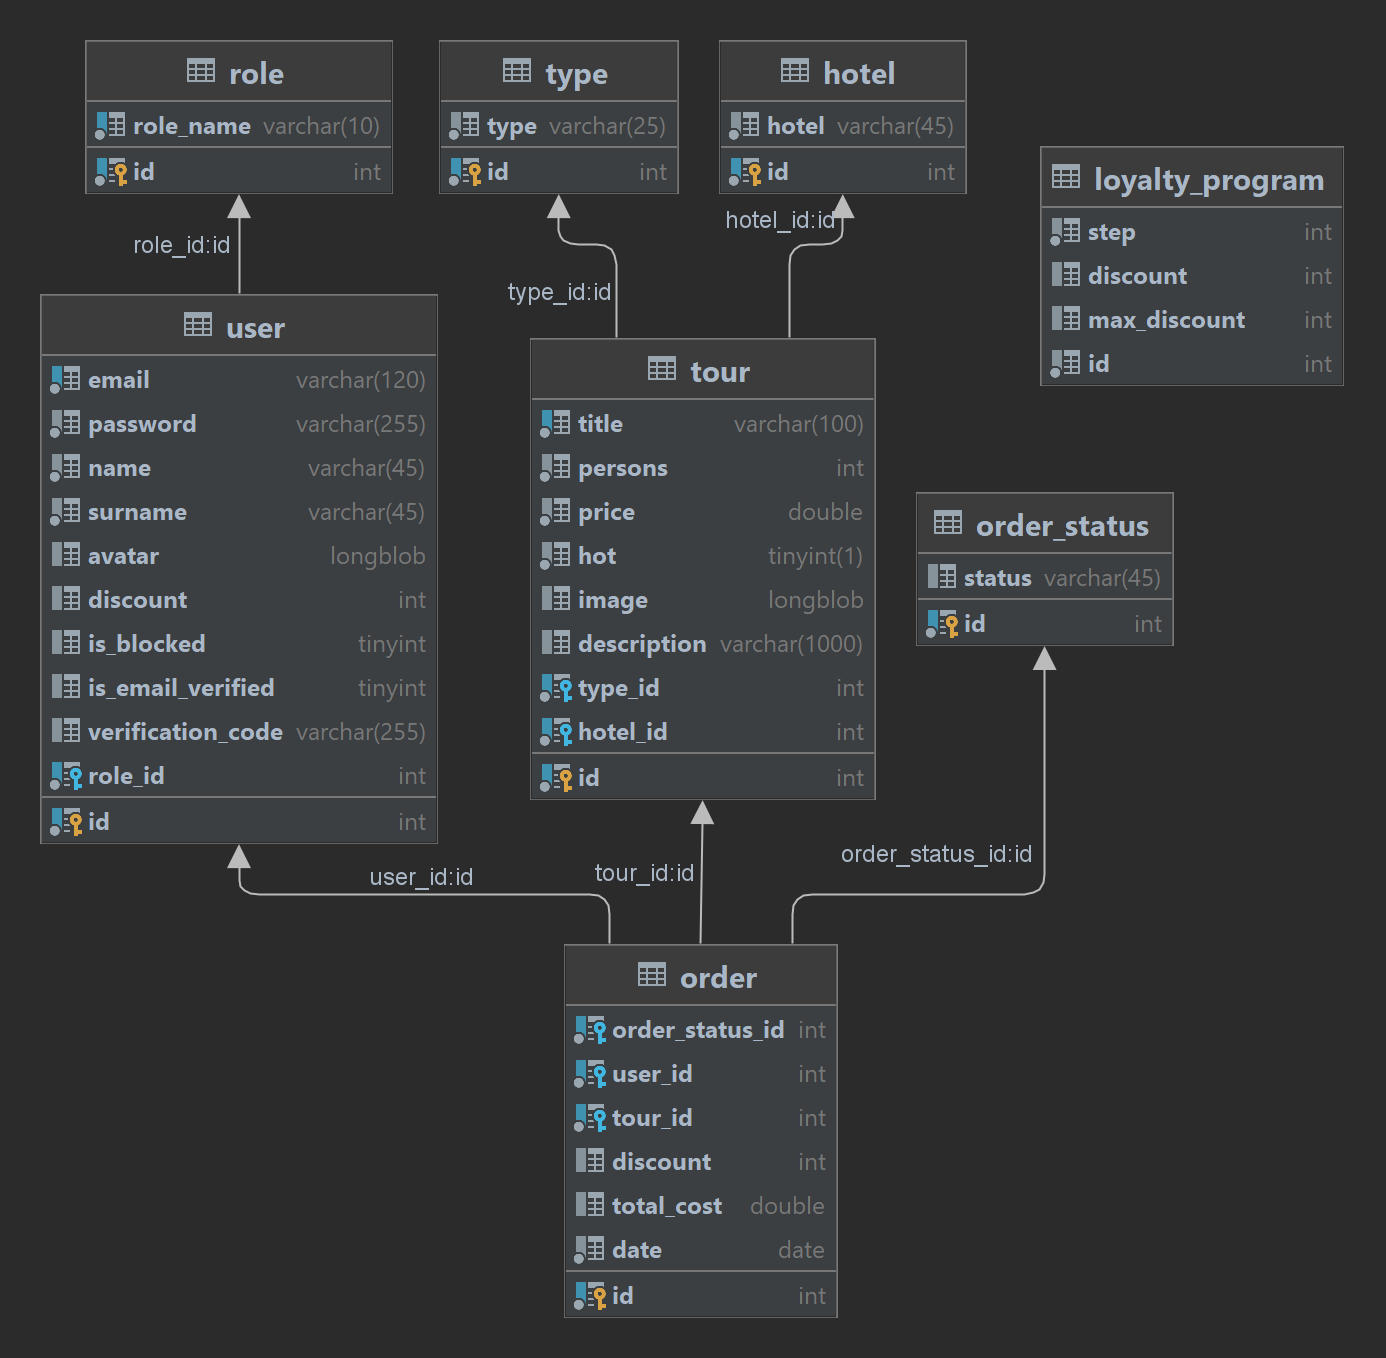 role
role_name varchar(10)
id int
type
type varchar(25)
id int
hotel
hotel varchar(45)
id int
loyalty_program
step int
discount int
max_discount int
id int
role_id:id
type_id:id
hotel_id:id
user
email varchar(120)
password varchar(255)
name varchar(45)
surname varchar(45)
avatar longblob
discount int
is_blocked tinyint
is_email_verified tinyint
verification_code varchar(255)
role_id int
id int
tour
title varchar(100)
persons int
price double
hot tinyint(1)
image longblob
description varchar(1000)
type_id int
hotel_id int
id int
order_status
status varchar(45)
id int
user_id:id
tour_id:id
order_status_id:id
order
order_status_id int
user_id int
tour_id int
discount int
total_cost double
date date
id int